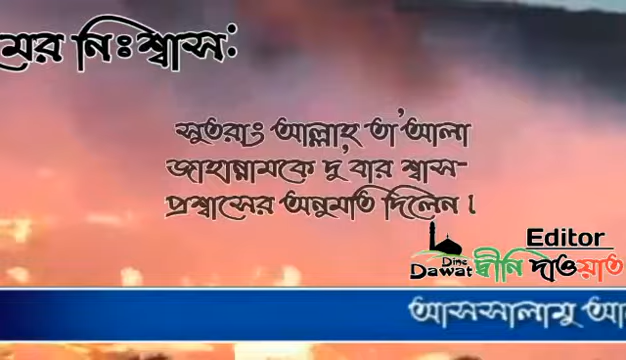 নিঃশ্বাস:
সুতরাং আল্লাহ তা'আলা
জাহান্নামকে দু'বার শ্বাস-
প্রশ্বাসের অনুমতি দিলেন।
Editor
Dine
Dawat দ্বীনি দাওয়াত
আসসালামু